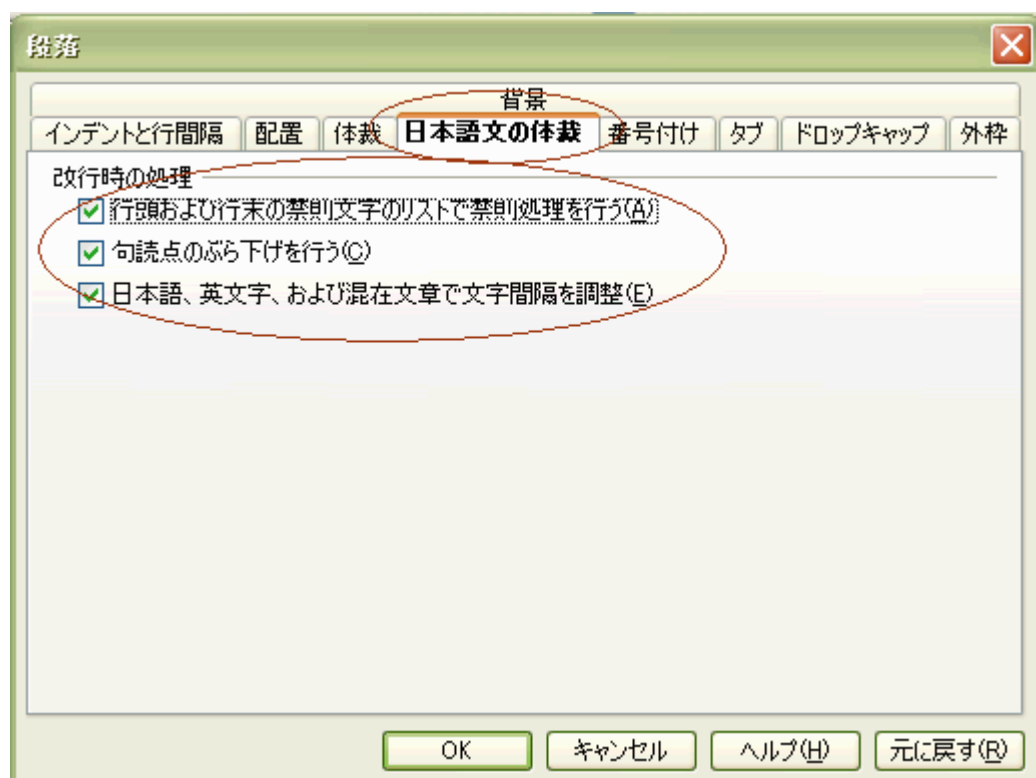 段落
背景
インデントと行間隔 配置 体裁 日本語文の体裁 番号付け タブ ドロップキャップ 外枠
改行時の処理
行頭および行末の禁則文字のリストで禁則処理を行う(A)
句読点のぶら下げを行う(C)
日本語、英文字、および混在文章で文字間隔を調整(E)
OK キャンセル ヘルプ(H) 元に戻す(R)